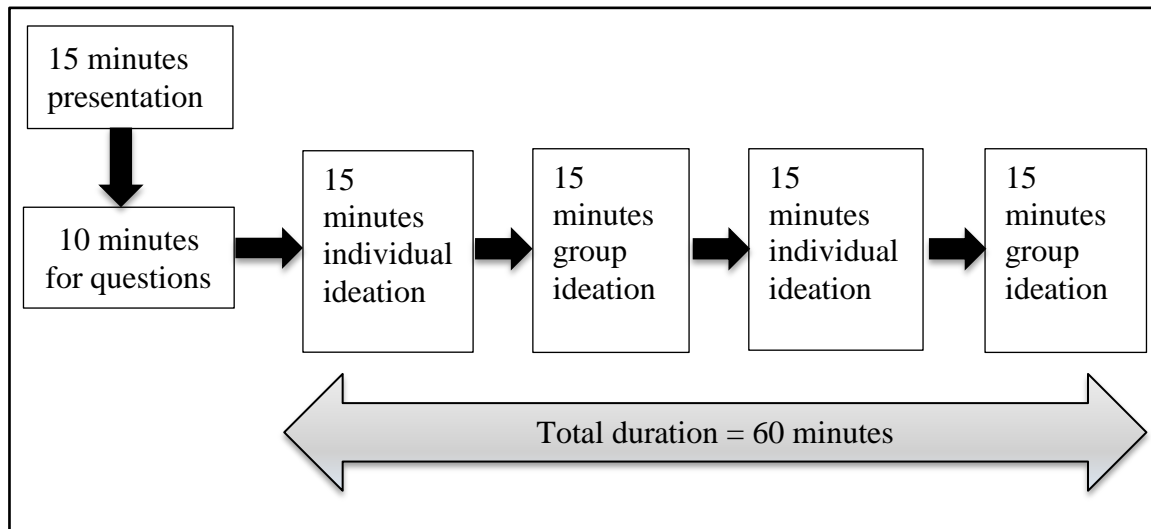 15 minutes
presentation
10 minutes
for questions
15
minutes
individual
ideation
15
minutes
group
ideation
15
minutes
individual
ideation
15
minutes
group
ideation
Total duration = 60 minutes